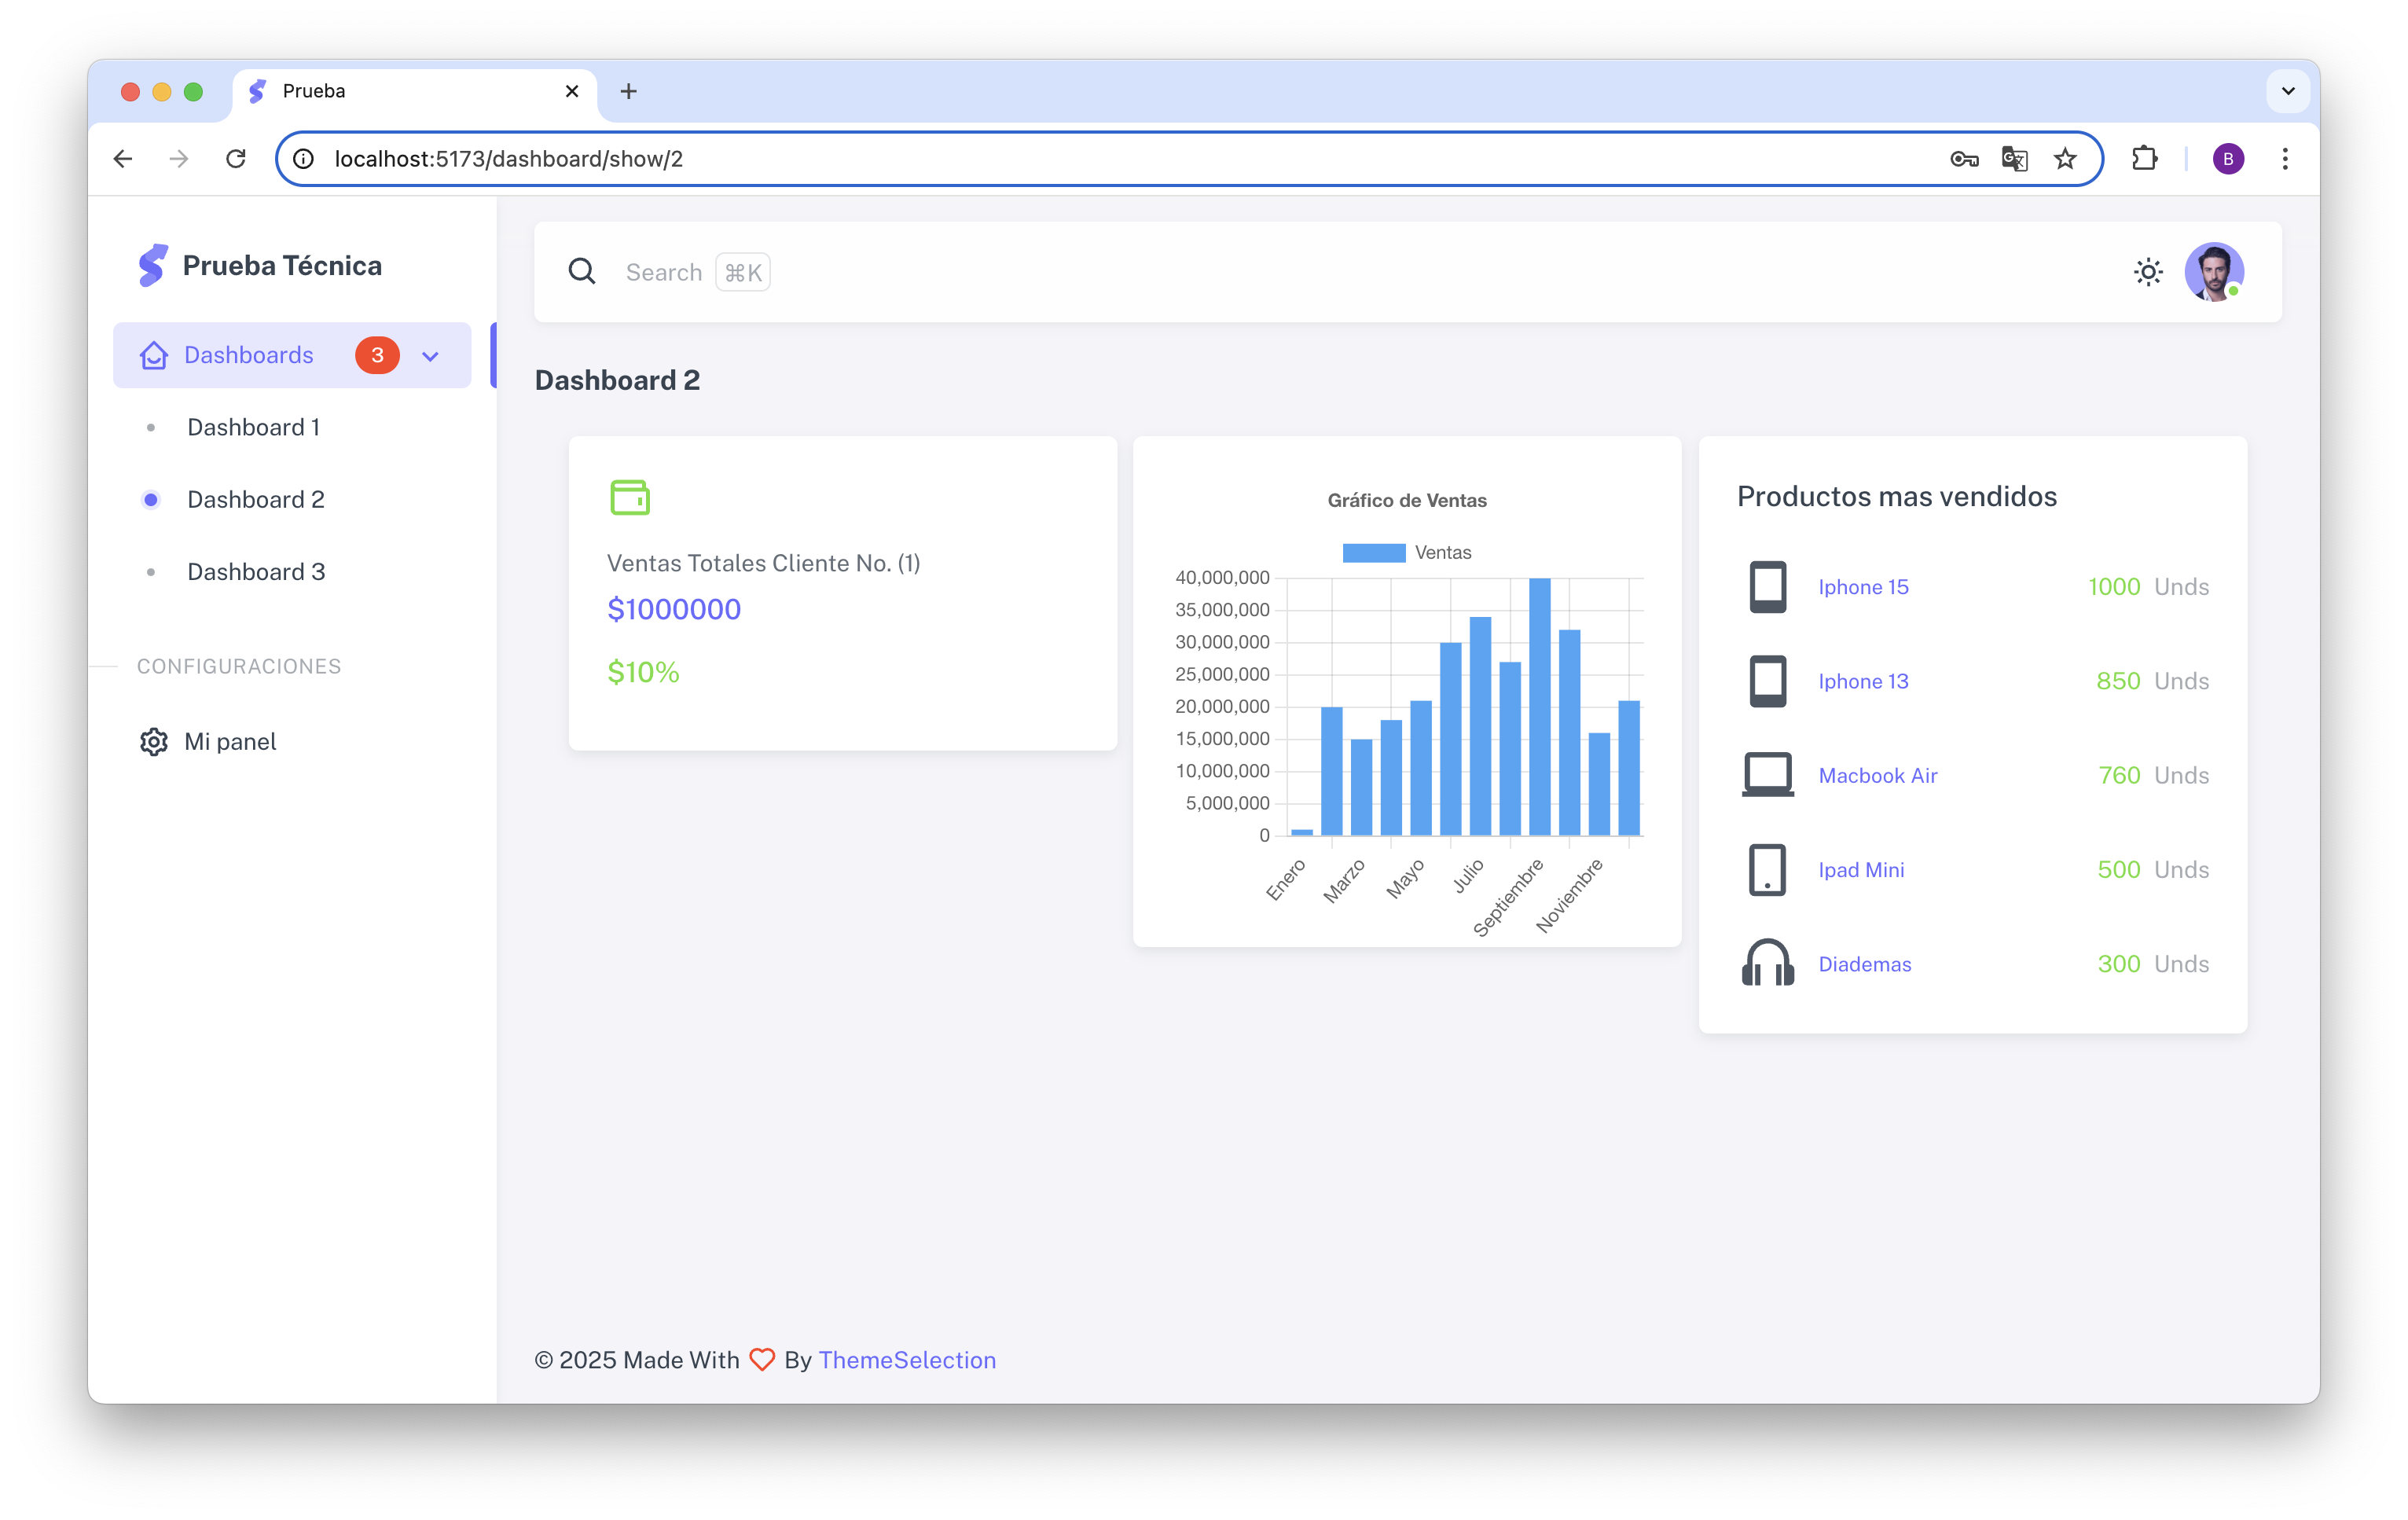 Prueba
localhost:5173/dashboard/show/2
B
Prueba Técnica
Dashboards 3
Dashboard 1
Dashboard 2
Dashboard 3
CONFIGURACIONES
Mi panel
Search ⌘K
Dashboard 2
Ventas Totales Cliente No. (1)
$1000000
$10%
Gráfico de Ventas
Ventas
40,000,000
35,000,000
30,000,000
25,000,000
20,000,000
15,000,000
10,000,000
5,000,000
0
Enero
Marzo
Mayo
Julio
Septiembre
Noviembre
Productos mas vendidos
Iphone 15 1000 Unds
Iphone 13 850 Unds
Macbook Air 760 Unds
Ipad Mini 500 Unds
Diademas 300 Unds
© 2025 Made With By ThemeSelection